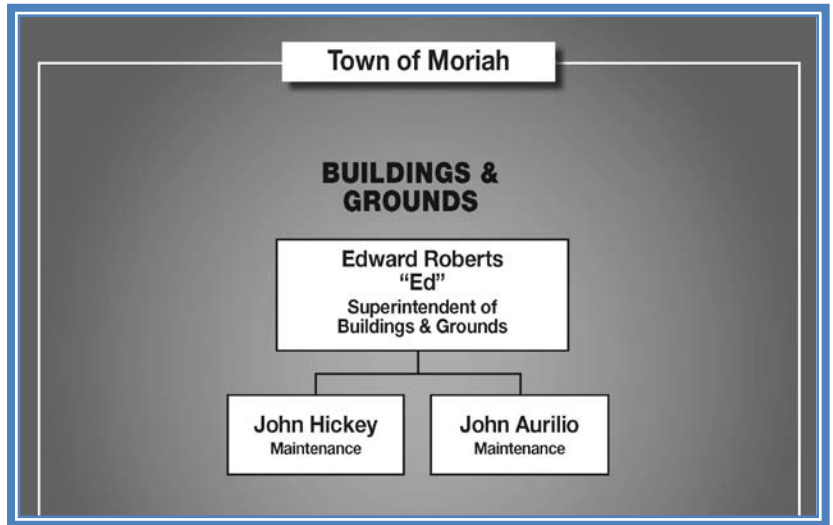 Town of Moriah
BUILDINGS &
GROUNDS
Edward Roberts
“Ed”
Superintendent of
Buildings & Grounds
John Hickey
Maintenance
John Aurilio
Maintenance